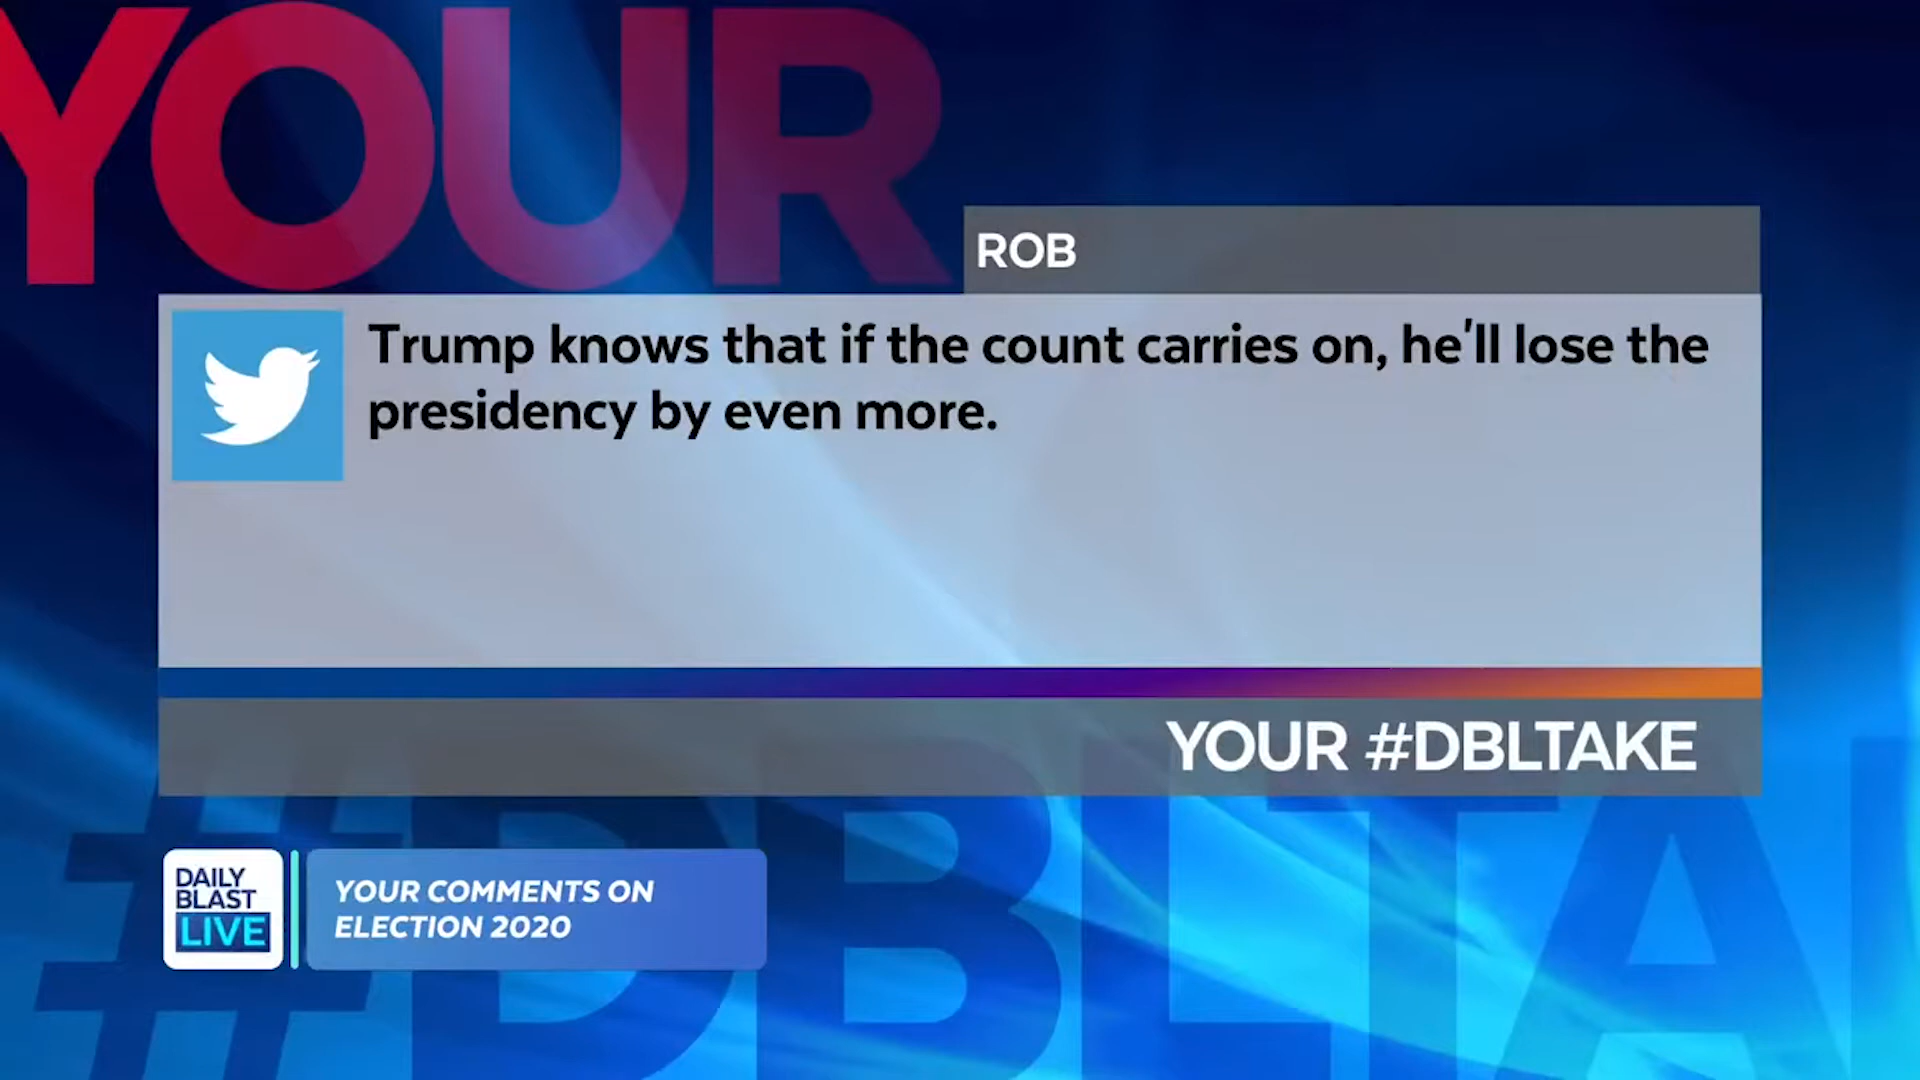 YOUR
ROB
Trump knows that if the count carries on, he'll lose the
presidency by even more.
YOUR #DBLTAKE
#DBLTA
DAILY
BLAST
LIVE
YOUR COMMENTS ON
ELECTION 2020